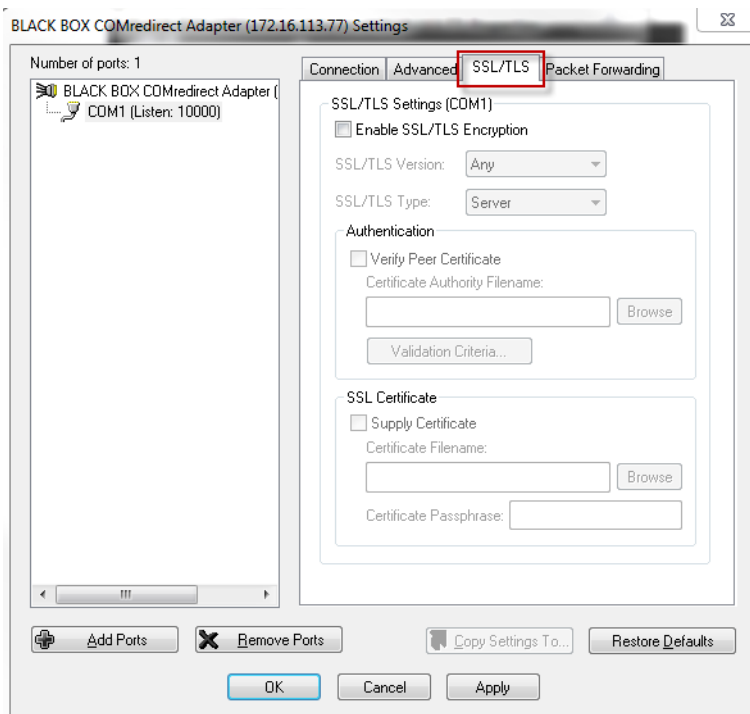 BLACK BOX COMredirect Adapter (172.16.113.77) Settings
Number of ports: 1
BLACK BOX COMredirect Adapter (
COM1 (Listen: 10000)
Connection
Advanced
SSL/TLS
Packet Forwarding
SSL/TLS Settings (COM1)
Enable SSL/TLS Encryption
SSL/TLS Version: Any
SSL/TLS Type: Server
Authentication
Verify Peer Certificate
Certificate Authority Filename:
Browse
Validation Criteria...
SSL Certificate
Supply Certificate
Certificate Filename:
Browse
Certificate Passphrase:
Add Ports
Remove Ports
Copy Settings To...
Restore Defaults
OK
Cancel
Apply